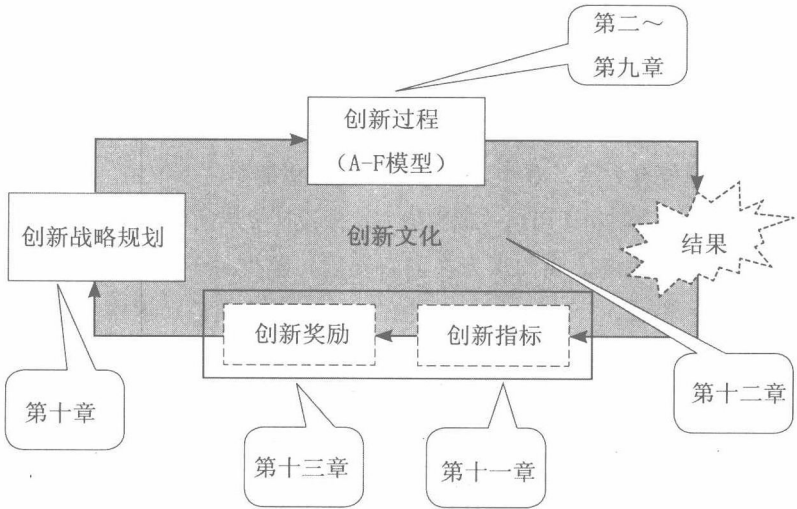 第二～
第九章
创新过程
（A-F模型）
创新战略规划
创新文化
结果
创新奖励
创新指标
第十章
第十二章
第十三章
第十一章